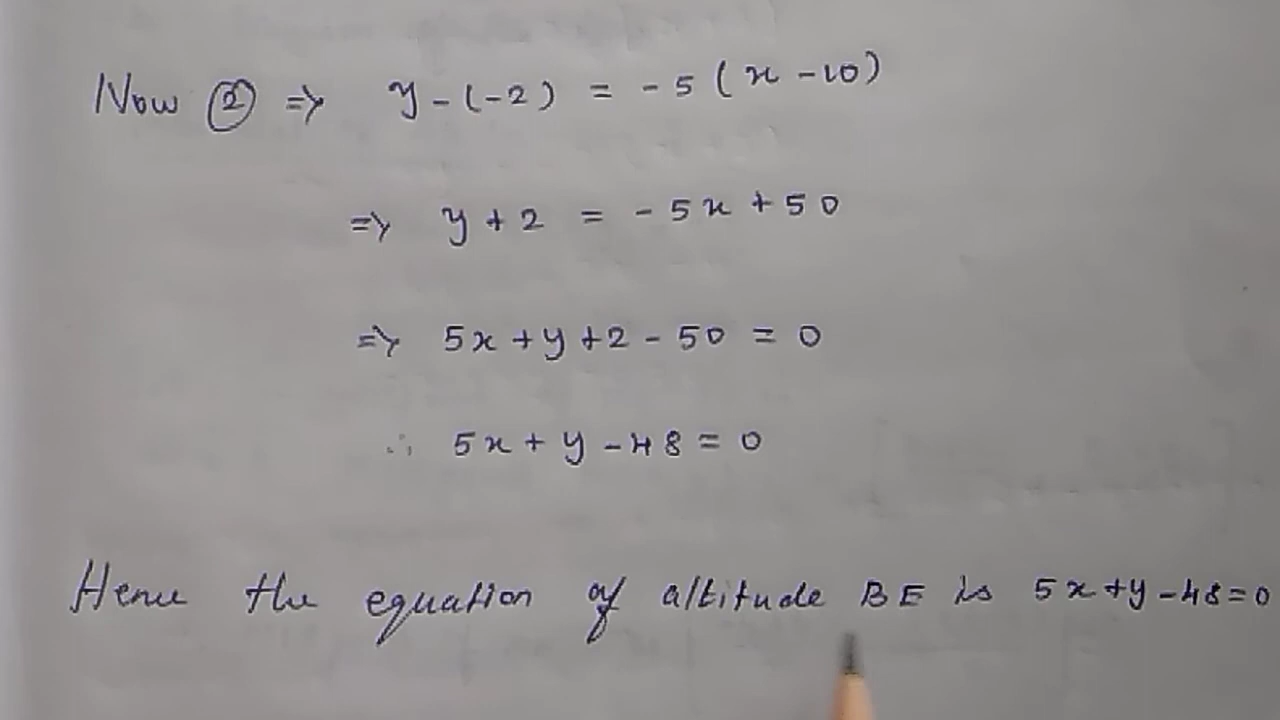 Now ② => y - (-2) = -5 (x - 10)
=> y + 2 = -5x + 50
=> 5x + y + 2 - 50 = 0
∴ 5x + y - 48 = 0
Hence the equation of altitude BE is 5x + y - 48 = 0